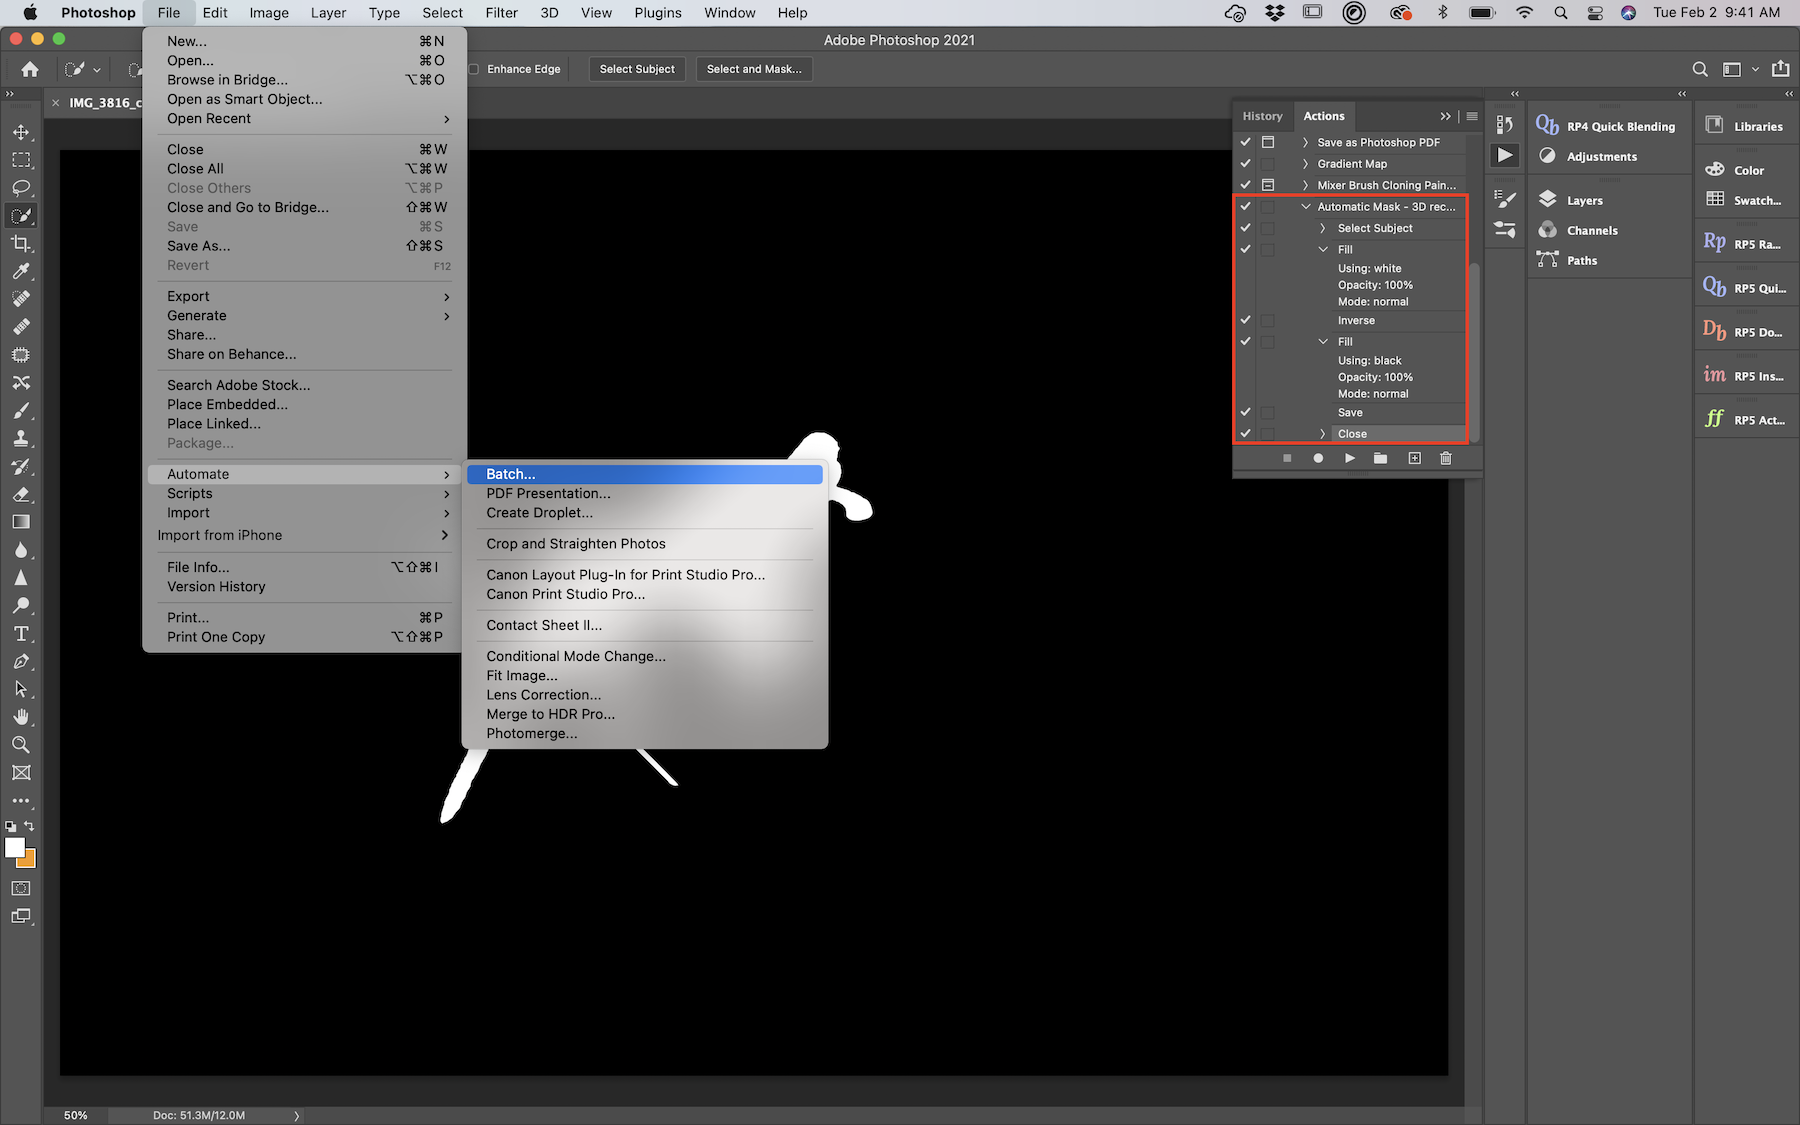 Photoshop File Edit Image Layer Type Select Filter 3D View Plugins Window Help Tue Feb 2 9:41 AM
Adobe Photoshop 2021
Enhance Edge Select Subject Select and Mask...
IMG_3816_c
New... ⌘N
Open... ⌘O
Browse in Bridge... ⌥⌘O
Open as Smart Object...
Open Recent
Close ⌘W
Close All ⌥⌘W
Close Others ⌥⌘P
Close and Go to Bridge... ⇧⌘W
Save ⌘S
Save As... ⇧⌘S
Revert F12
Export
Generate
Share...
Share on Behance...
Search Adobe Stock...
Place Embedded...
Place Linked...
Package...
Automate
Scripts
Import
Import from iPhone
File Info... ⌥⇧⌘I
Version History
Print... ⌘P
Print One Copy ⌥⇧⌘P
Batch...
PDF Presentation...
Create Droplet...
Crop and Straighten Photos
Canon Layout Plug-In for Print Studio Pro...
Canon Print Studio Pro...
Contact Sheet II...
Conditional Mode Change...
Fit Image...
Lens Correction...
Merge to HDR Pro...
Photomerge...
History Actions
Save as Photoshop PDF
Gradient Map
Mixer Brush Cloning Pain...
Automatic Mask - 3D rec...
Select Subject
Fill
Using: white
Opacity: 100%
Mode: normal
Inverse
Fill
Using: black
Opacity: 100%
Mode: normal
Save
Close
Qb RP4 Quick Blending
Adjustments
Layers
Channels
Paths
Libraries
Color
Swatch...
Rp RP5 Ra...
Qb RP5 Qui...
Db RP5 Do...
im RP5 Ins...
ff RP5 Act...
T
50% Doc: 51.3M/12.0M